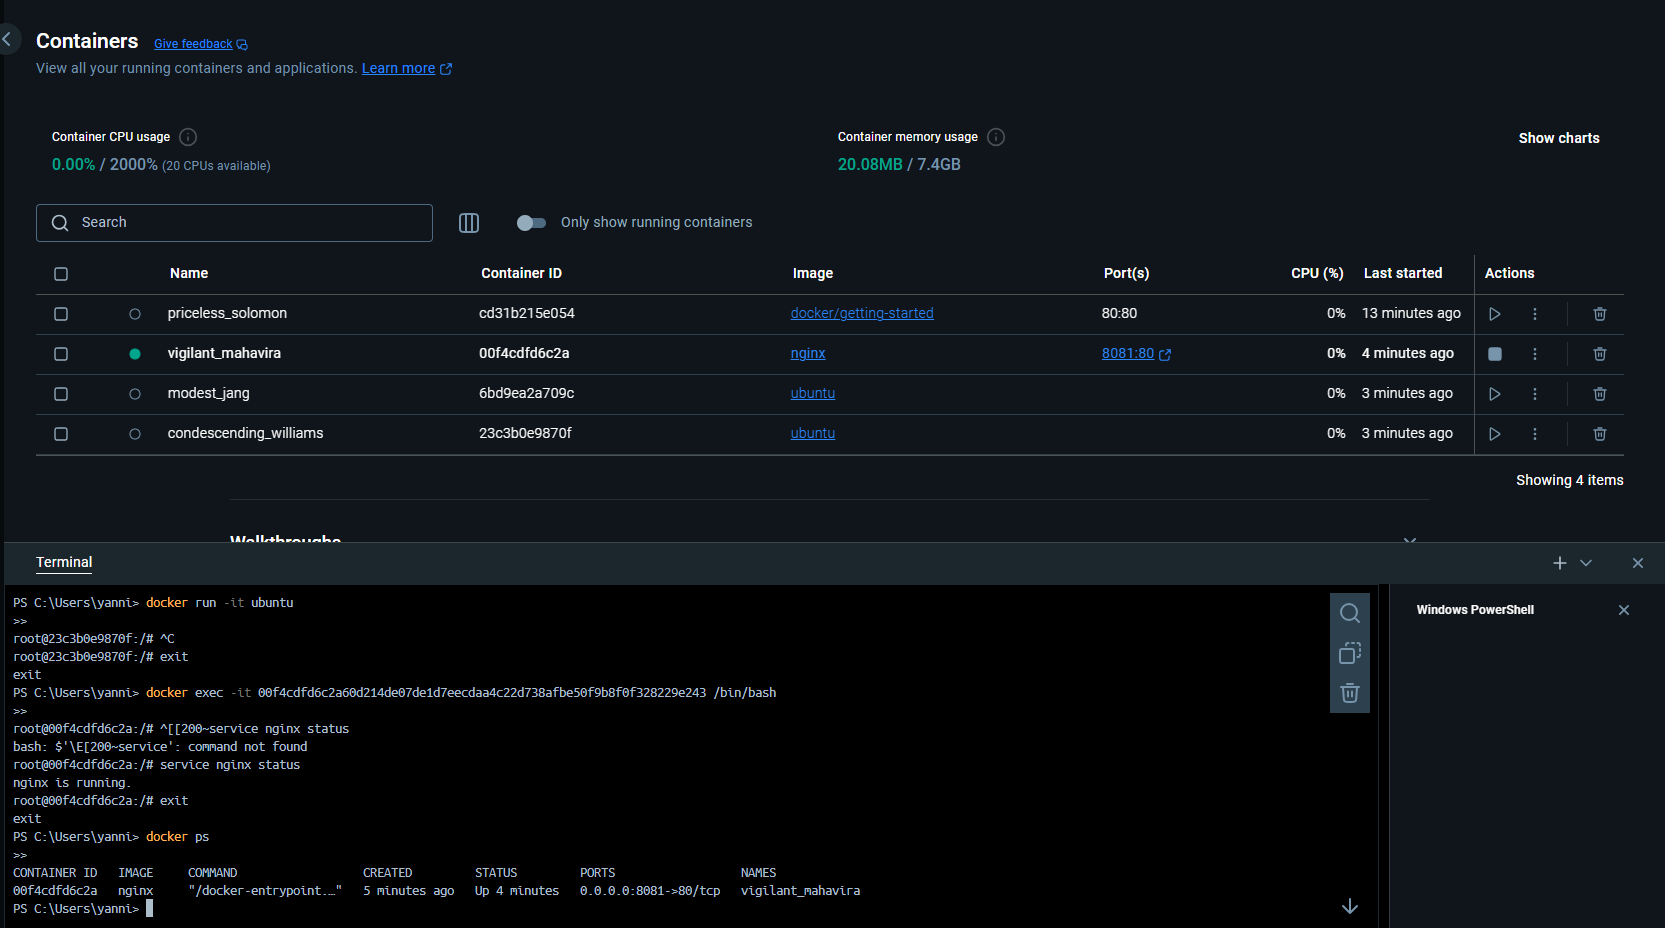 Containers Give feedback
View all your running containers and applications. Learn more
Container CPU usage
0.00% / 2000% (20 CPUs available)
Container memory usage
20.08MB / 7.4GB
Show charts
Search
Only show running containers
Name Container ID Image Port(s) CPU (%) Last started Actions
priceless_solomon cd31b215e054 docker/getting-started 80:80 0% 13 minutes ago
vigilant_mahavira 00f4cdfd6c2a nginx 8081:80 0% 4 minutes ago
modest_jang 6bd9ea2a709c ubuntu 0% 3 minutes ago
condescending_williams 23c3b0e9870f ubuntu 0% 3 minutes ago
Showing 4 items
Walkthroughs
Terminal
PS C:\Users\yanni> docker run -it ubuntu
>>
root@23c3b0e9870f:/# ^C
root@23c3b0e9870f:/# exit
exit
PS C:\Users\yanni> docker exec -it 00f4cdfd6c2a60d214de07de1d7eecdaa4c22d738afbe50f9b8f0f328229e243 /bin/bash
>>
root@00f4cdfd6c2a:/# ^[[200~service nginx status
bash: $'\E[200~service': command not found
root@00f4cdfd6c2a:/# service nginx status
nginx is running.
root@00f4cdfd6c2a:/# exit
exit
PS C:\Users\yanni> docker ps
>>
CONTAINER ID IMAGE COMMAND CREATED STATUS PORTS NAMES
00f4cdfd6c2a nginx "/docker-entrypoint.…" 5 minutes ago Up 4 minutes 0.0.0.0:8081->80/tcp vigilant_mahavira
PS C:\Users\yanni>
Windows PowerShell